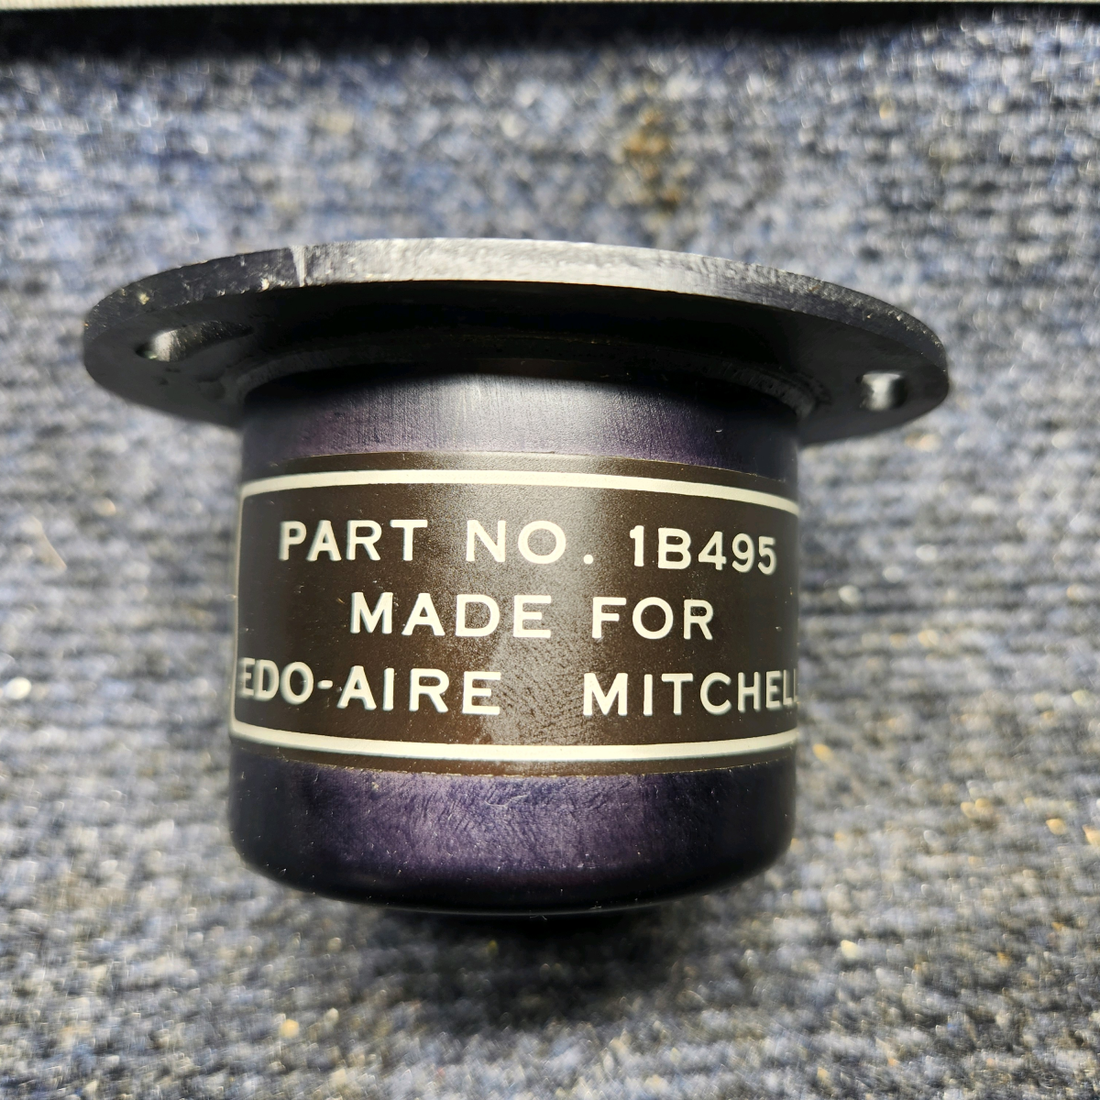 PART NO. 1B495
MADE FOR
EDO-AIRE MITCHELL